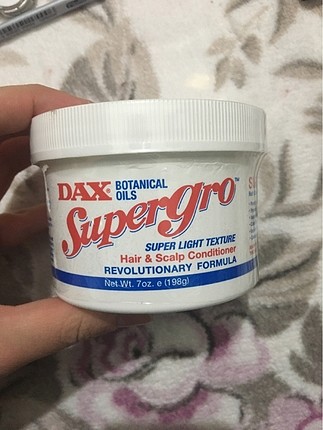 DAX® BOTANICAL OILS
SuperGro™
SUPER LIGHT TEXTURE
Hair & Scalp Conditioner
REVOLUTIONARY FORMULA
Net Wt. 7oz. e (198g)